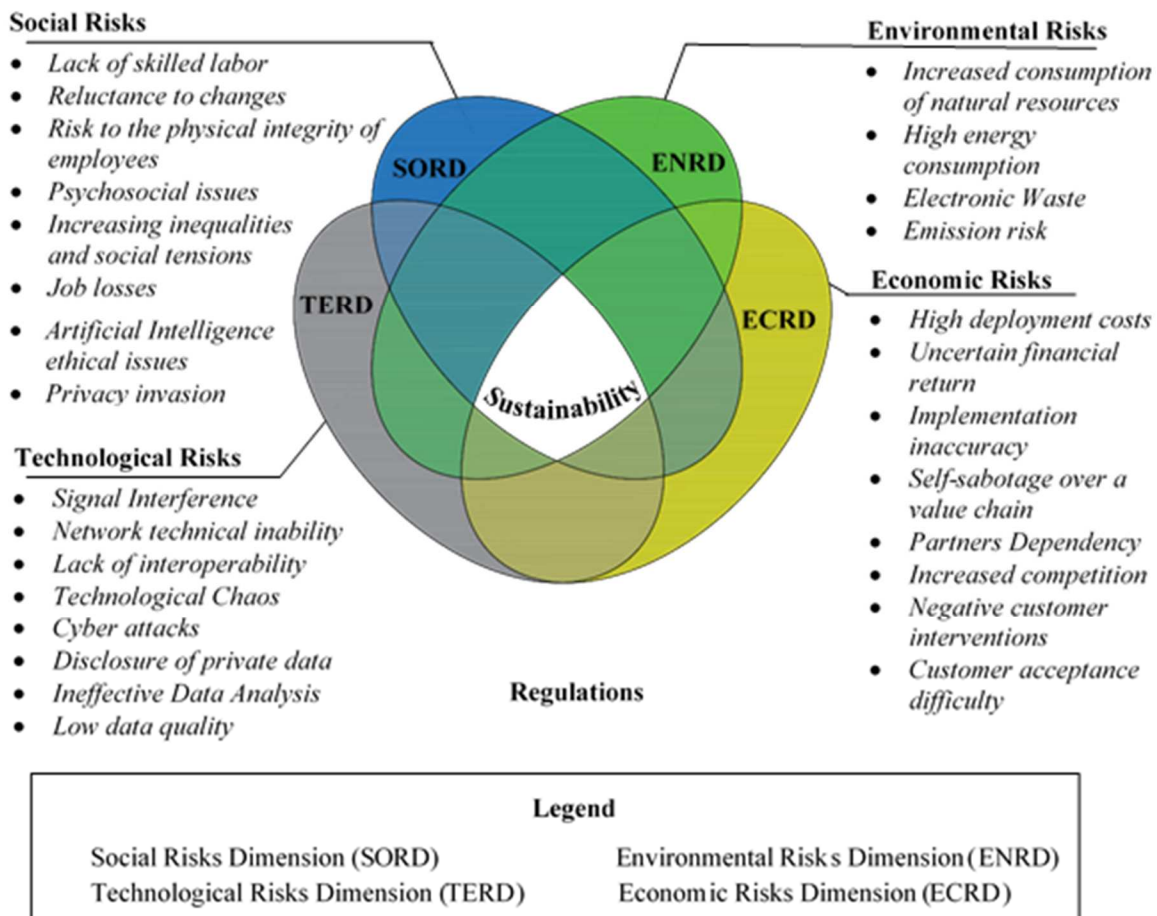 Social Risks
• Lack of skilled labor
• Reluctance to changes
• Risk to the physical integrity of
employees
• Psychosocial issues
• Increasing inequalities
and social tensions
• Job losses
• Artificial Intelligence
ethical issues
• Privacy invasion
Technological Risks
• Signal Interference
• Network technical inability
• Lack of interoperability
• Technological Chaos
• Cyber attacks
• Disclosure of private data
• Ineffective Data Analysis
• Low data quality
SORD
ENRD
TERD
ECRD
Sustainability
Regulations
Environmental Risks
• Increased consumption
of natural resources
• High energy
consumption
• Electronic Waste
• Emission risk
Economic Risks
• High deployment costs
• Uncertain financial
return
• Implementation
inaccuracy
• Self-sabotage over a
value chain
• Partners Dependency
• Increased competition
• Negative customer
interventions
• Customer acceptance
difficulty
Legend
Social Risks Dimension (SORD)
Environmental Risks Dimension (ENRD)
Technological Risks Dimension (TERD)
Economic Risks Dimension (ECRD)